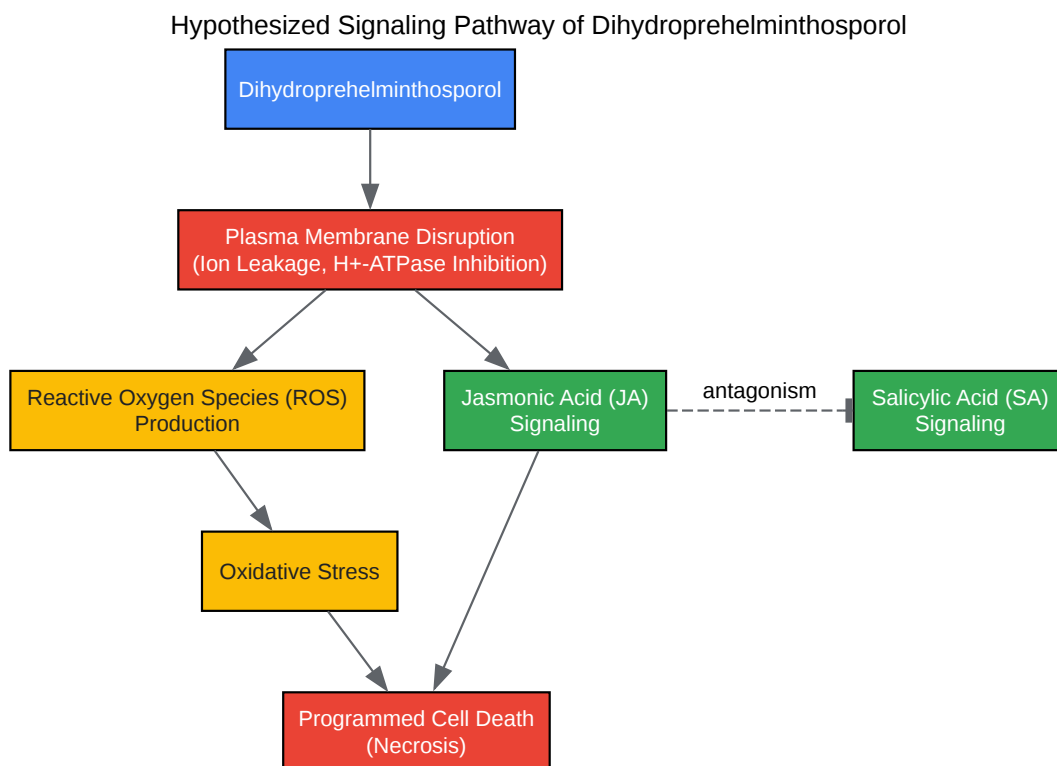 Hypothesized Signaling Pathway of Dihydroprehelminthosporol
Dihydroprehelminthosporol
Plasma Membrane Disruption
(Ion Leakage, H+-ATPase Inhibition)
Reactive Oxygen Species (ROS)
Production
Jasmonic Acid (JA)
Signaling
antagonism
Salicylic Acid (SA)
Signaling
Oxidative Stress
Programmed Cell Death
(Necrosis)